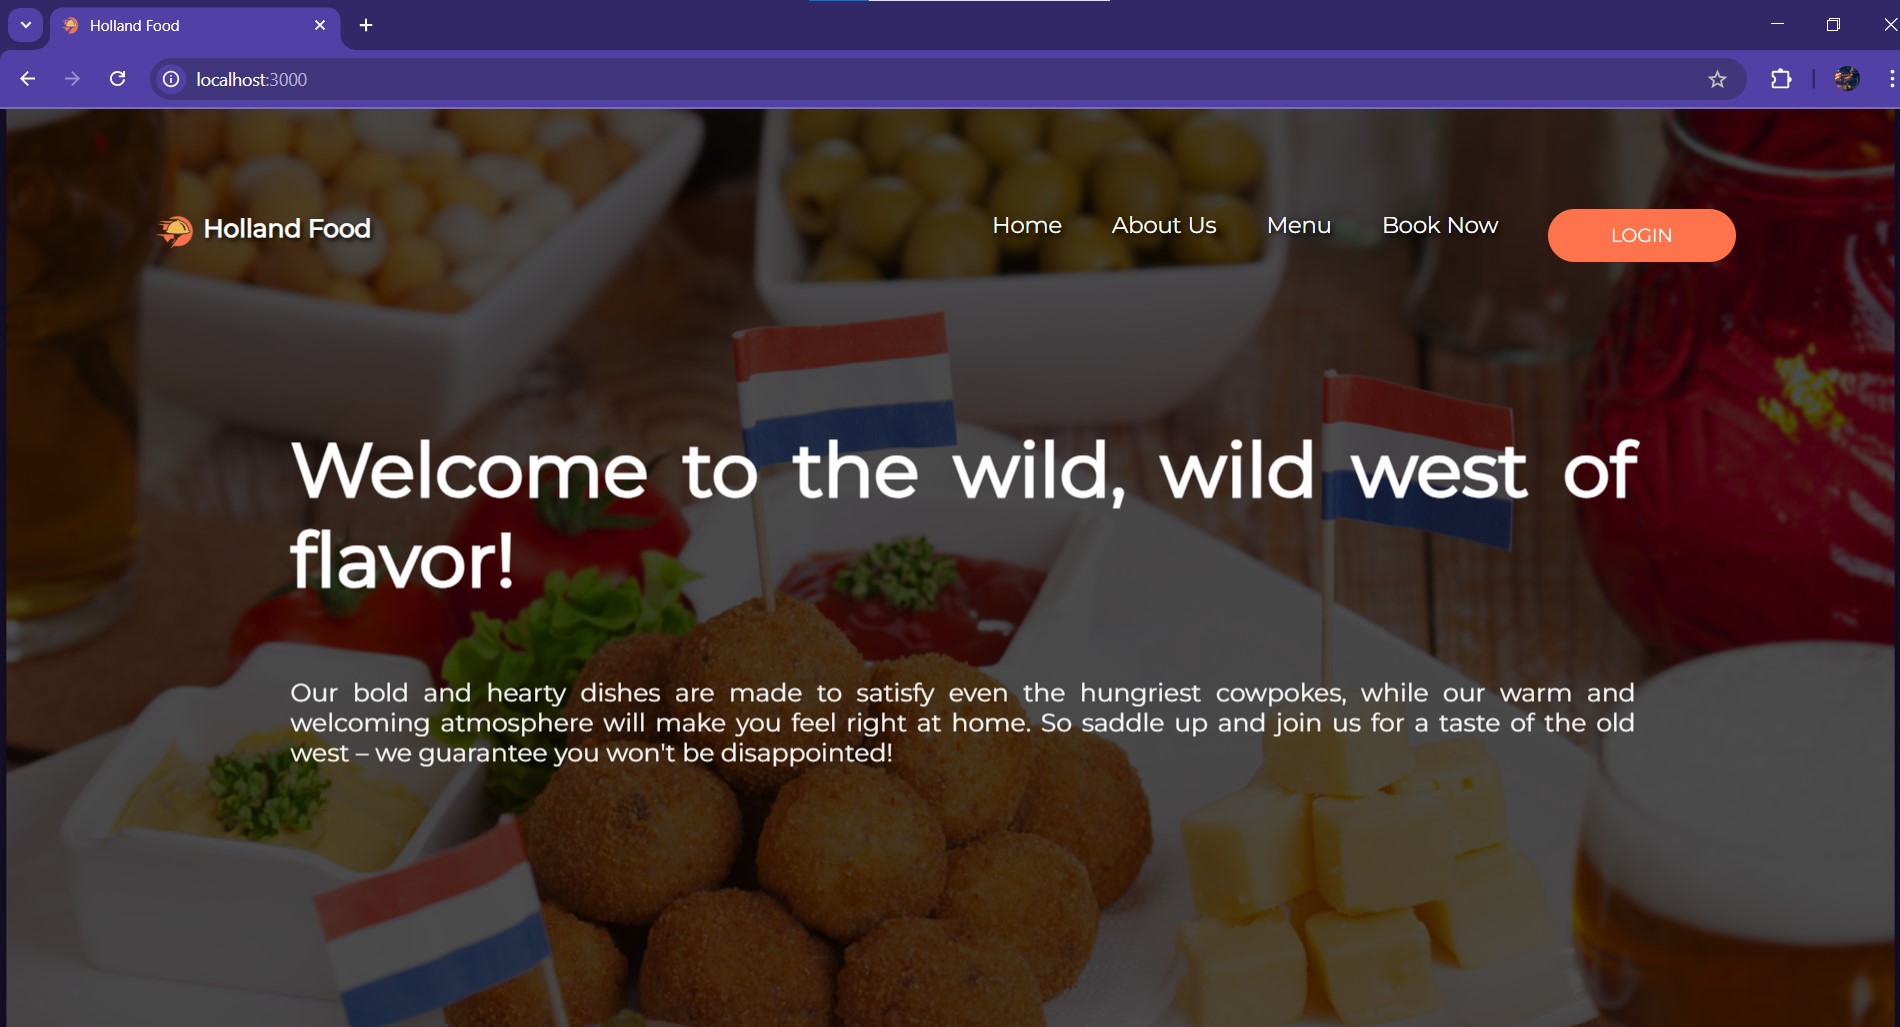 Holland Food
localhost:3000
Holland Food
Home About Us Menu Book Now LOGIN
Welcome to the wild, wild west of
flavor!
Our bold and hearty dishes are made to satisfy even the hungriest cowpokes, while our warm and
welcoming atmosphere will make you feel right at home. So saddle up and join us for a taste of the old
west – we guarantee you won't be disappointed!